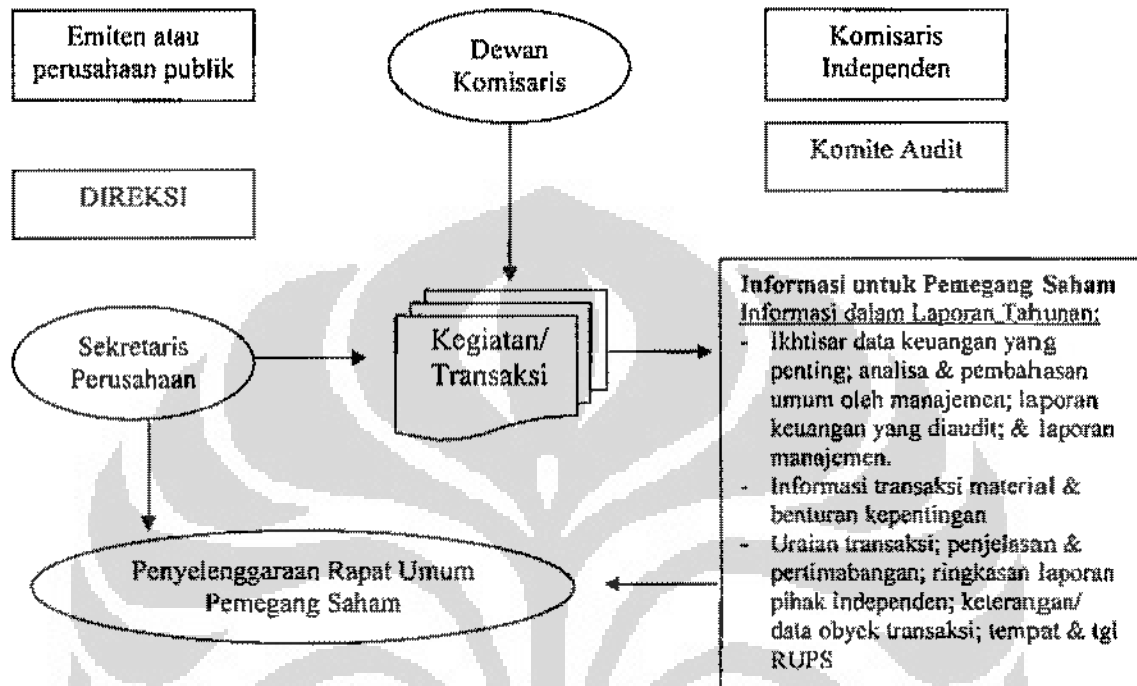 Emiten atau
perusahaan publik
Dewan
Komisaris
Komisaris
Independen
Komite Audit
DIREKSI
Sekretaris
Perusahaan
Kegiatan/
Transaksi
Informasi untuk Pemegang Saham
Informasi dalam Laporan Tahunan:
- Ikhtisar data keuangan yang
penting; analisa & pembahasan
umum oleh manajemen; laporan
keuangan yang diaudit; & laporan
manajemen.
- Informasi transaksi material &
benturan kepentingan
- Uraian transaksi; penjelasan &
pertimabangan; ringkasan laporan
pihak independen; keterangan/
data obyek transaksi; tempat & tgl
RUPS
Penyelenggaraan Rapat Umum
Pemegang Saham